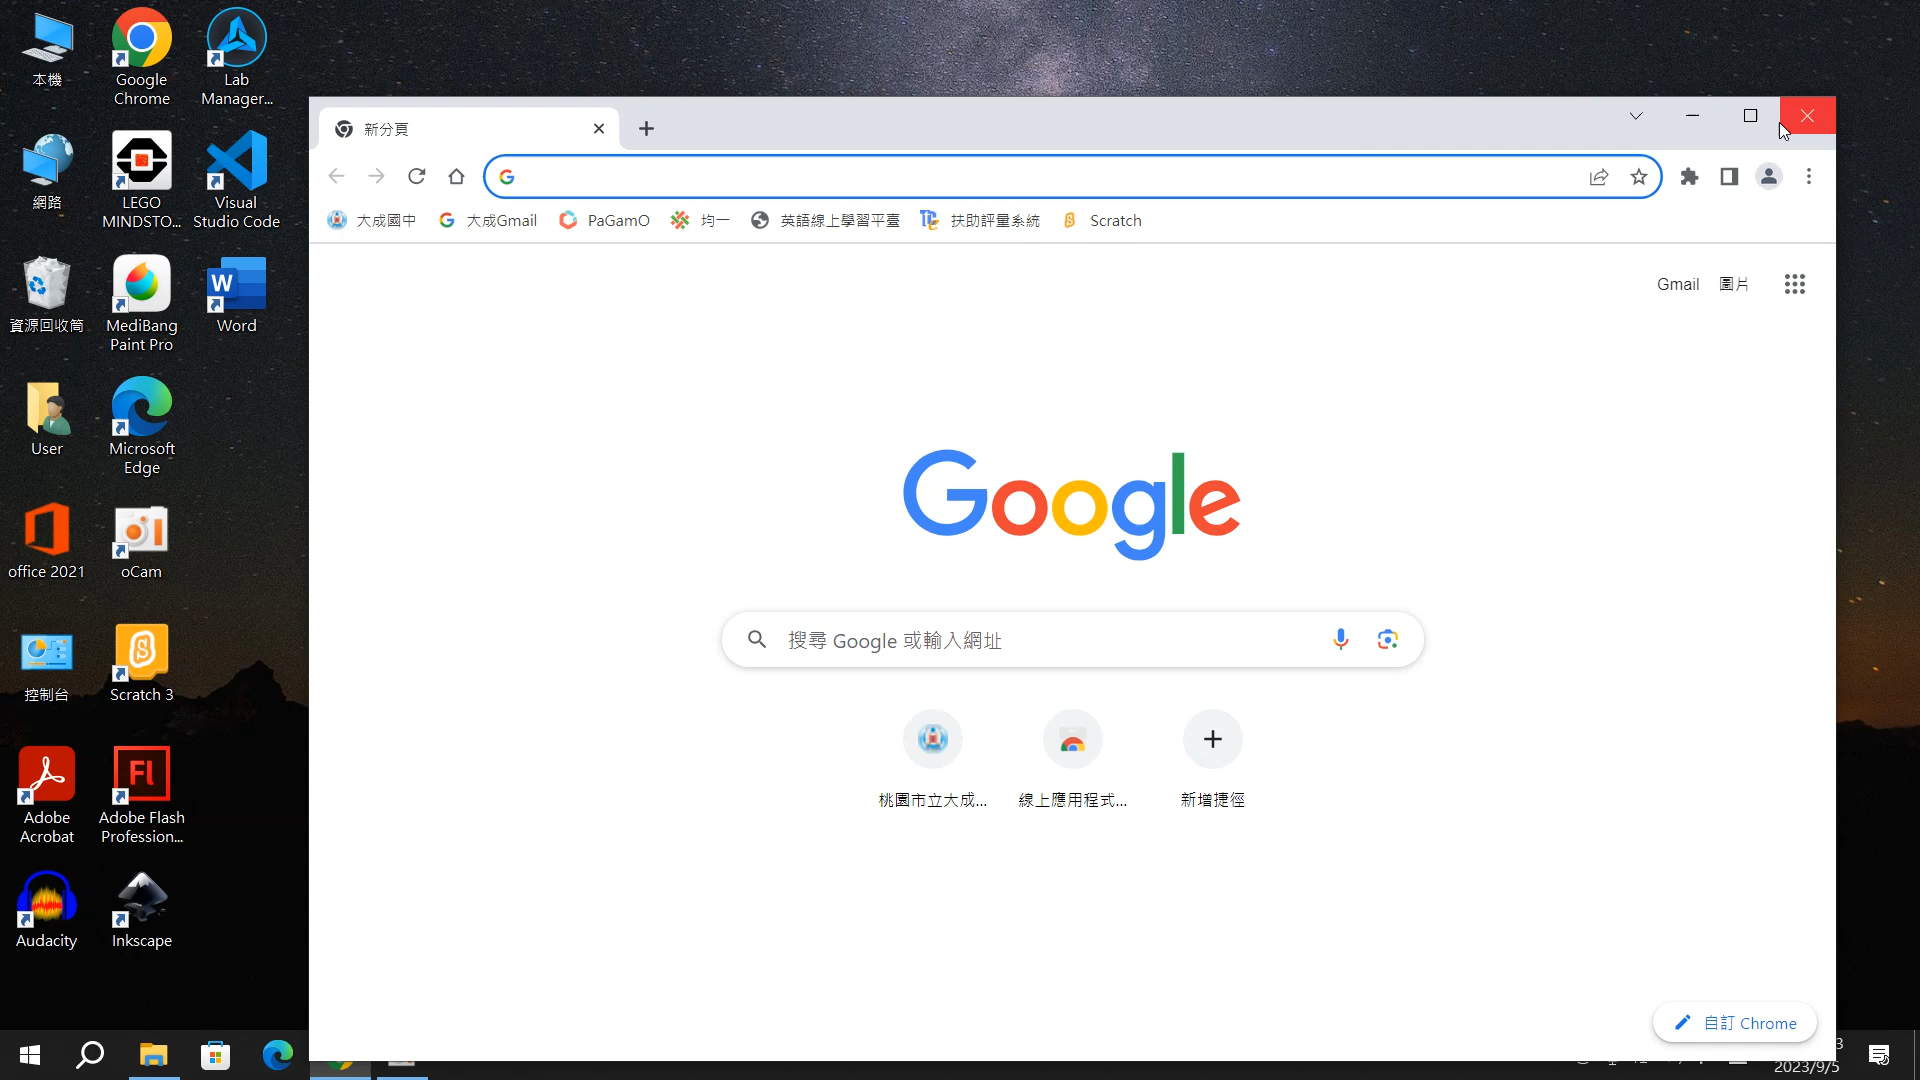 本機
Google
Chrome
Lab
Manager...
網路
LEGO
MINDSTO...
Visual
Studio Code
資源回收筒
MediBang
Paint Pro
Word
User
Microsoft
Edge
office 2021
oCam
控制台
Scratch 3
Adobe
Acrobat
Adobe Flash
Profession...
Audacity
Inkscape
新分頁
大成國中 大成Gmail PaGamO 均一 英語線上學習平臺 扶助評量系統 Scratch
Gmail 圖片
Google
搜尋 Google 或輸入網址
桃園市立大成... 線上應用程式... 新增捷徑
自訂 Chrome
2023/9/5